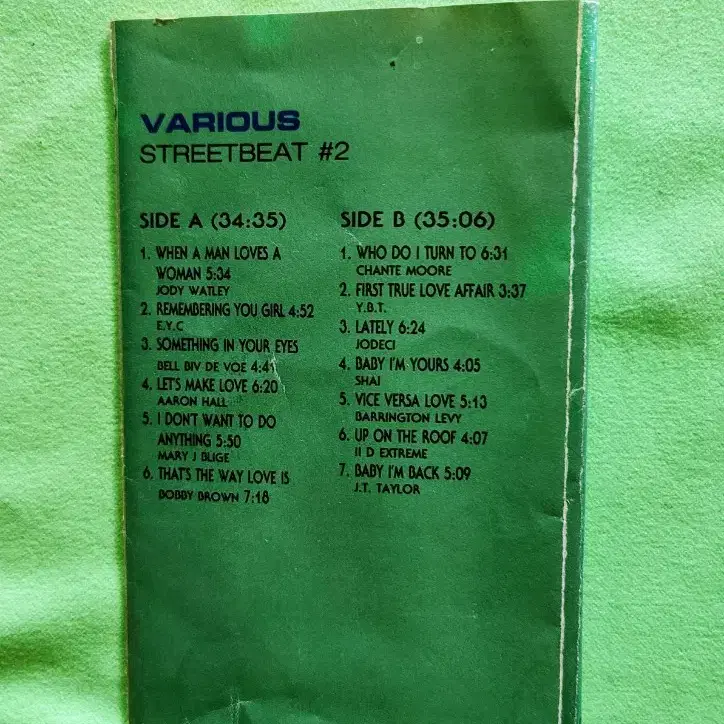 VARIOUS
STREETBEAT #2
SIDE A (34:35)
1. WHEN A MAN LOVES A
WOMAN 5:34
JODY WATLEY
2. REMEMBERING YOU GIRL 4:52
E.Y.C
3. SOMETHING IN YOUR EYES
BELL BIV DE VOE 4:41
4. LET'S MAKE LOVE 6:20
AARON HALL
5. I DON'T WANT TO DO
ANYTHING 5:50
MARY J BLIGE
6. THAT'S THE WAY LOVE IS
BOBBY BROWN 7:18
SIDE B (35:06)
1. WHO DO I TURN TO 6:31
CHANTE MOORE
2. FIRST TRUE LOVE AFFAIR 3:37
Y.B.T.
3. LATELY 6:24
JODECI
4. BABY I'M YOURS 4:05
SHAI
5. VICE VERSA LOVE 5:13
BARRINGTON LEVY
6. UP ON THE ROOF 4:07
II D EXTREME
7. BABY I'M BACK 5:09
J.T. TAYLOR